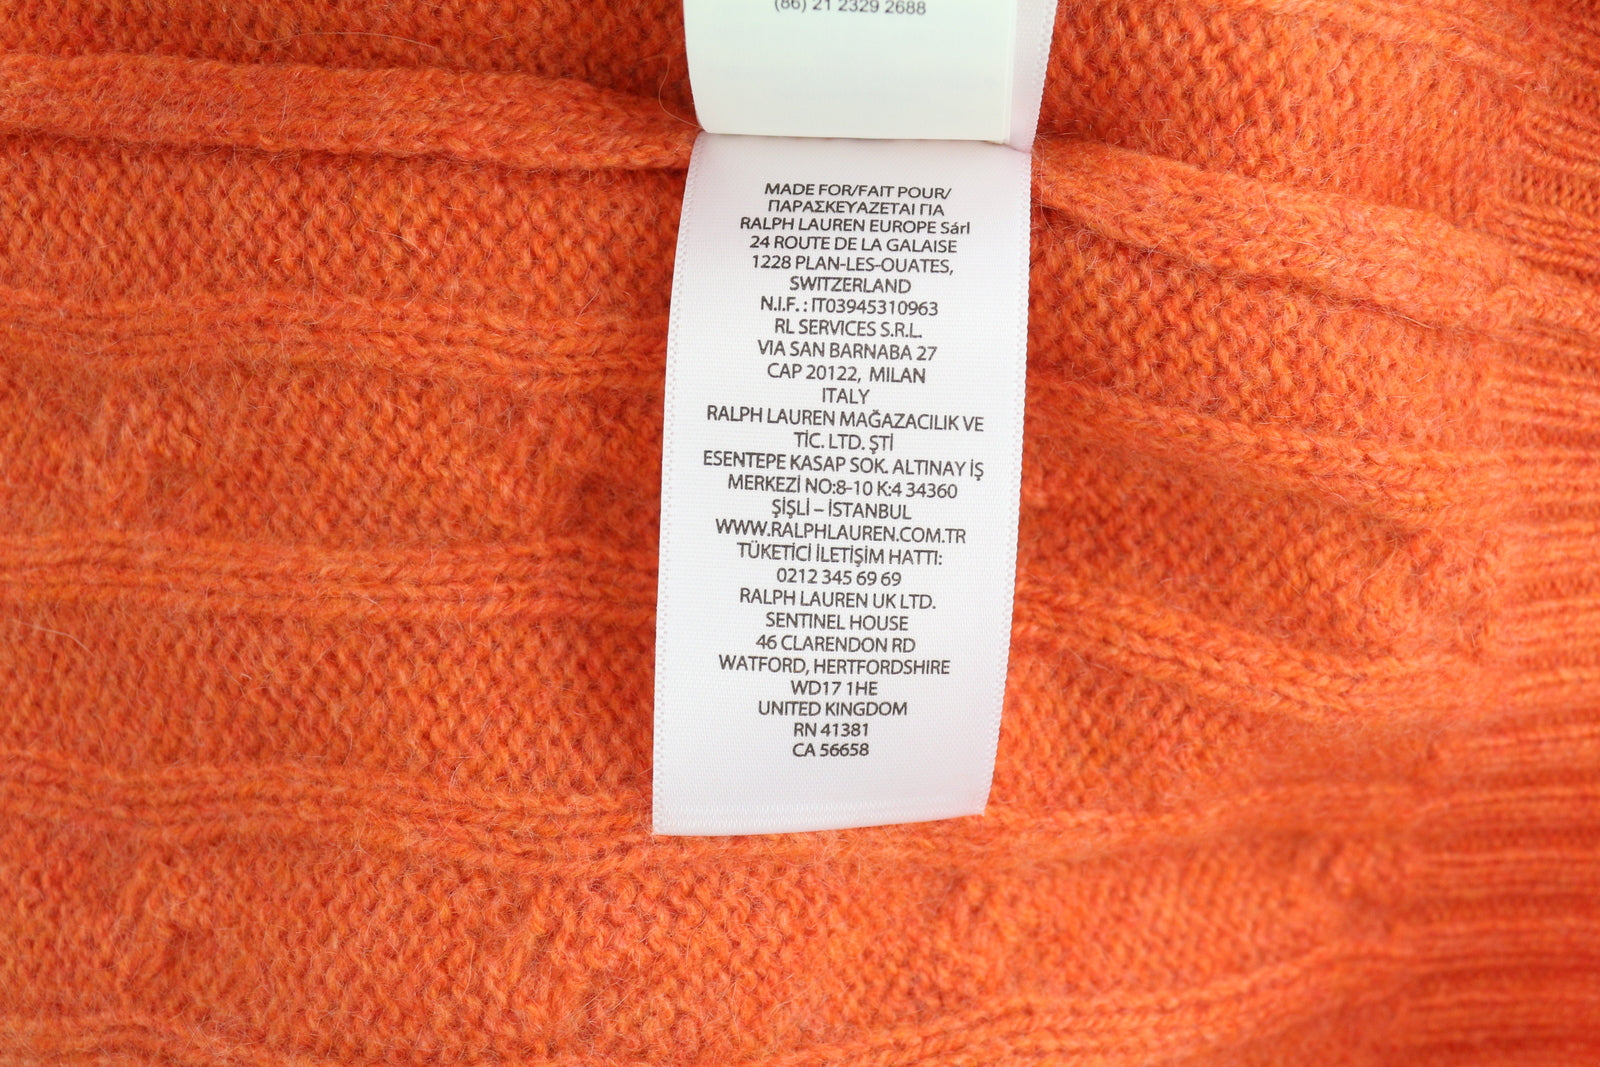 (86) 21 2329 2688
MADE FOR/FAIT POUR/
ΠΑΡΑΣΚΕΥΑΖΕΤΑΙ ΓΙΑ
RALPH LAUREN EUROPE Sárl
24 ROUTE DE LA GALAISE
1228 PLAN-LES-OUATES,
SWITZERLAND
N.I.F. : IT03945310963
RL SERVICES S.R.L.
VIA SAN BARNABA 27
CAP 20122, MILAN
ITALY
RALPH LAUREN MAĞAZACILIK VE
TİC. LTD. ŞTİ
ESENTEPE KASAP SOK. ALTINAY İŞ
MERKEZİ NO:8-10 K:4 34360
ŞİŞLİ – İSTANBUL
WWW.RALPHLAUREN.COM.TR
TÜKETİCİ İLETİŞİM HATTI:
0212 345 69 69
RALPH LAUREN UK LTD.
SENTINEL HOUSE
46 CLARENDON RD
WATFORD, HERTFORDSHIRE
WD17 1HE
UNITED KINGDOM
RN 41381
CA 56658